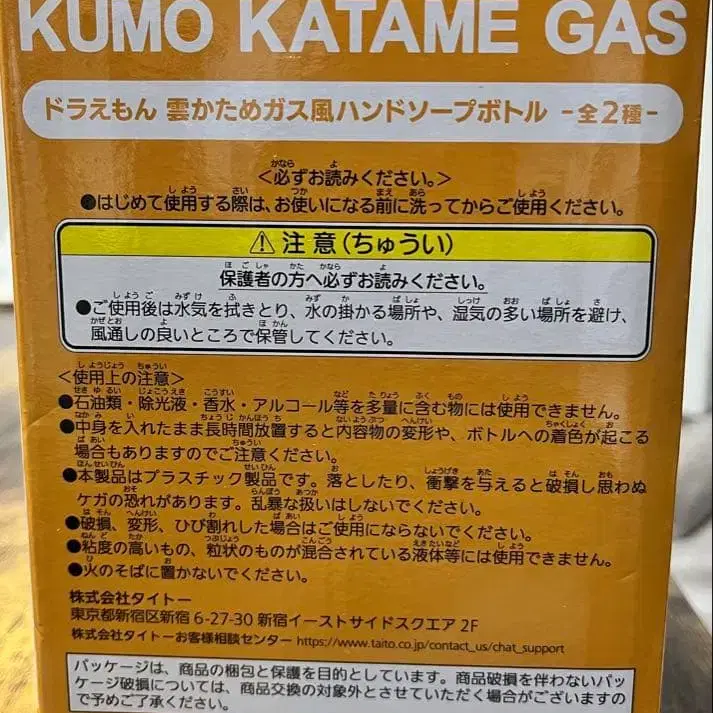 KUMO KATAME GAS
ドラえもん 雲かためガス風ハンドソープボトル -全2種-
<必ずお読みください。>
●はじめて使用する際は、お使いになる前に洗ってからご使用ください。
⚠注意(ちゅうい)
保護者の方へ必ずお読みください。
●ご使用後は水気を拭きとり、水の掛かる場所や、湿気の多い場所を避け、
風通しの良いところで保管してください。
<使用上の注意>
●石油類・除光液・香水・アルコール等を多量に含む物には使用できません。
●中身を入れたまま長時間放置すると内容物の変形や、ボトルへの着色が起こる
場合もありますのでご注意ください。
●本製品はプラスチック製品です。落としたり、衝撃を与えると破損し思わぬ
ケガの恐れがあります。乱暴な扱いはしないでください。
●破損、変形、ひび割れした場合はご使用にならないでください。
●粘度の高いもの、粒状のものが混合されている液体等には使用できません。
●火のそばに置かないでください。
株式会社タイトー
東京都新宿区新宿 6-27-30 新宿イーストサイドスクエア 2F
株式会社タイトーお客様相談センター https://www.taito.co.jp/contact_us/chat_support
パッケージは、商品の梱包と保護を目的としています。商品破損を伴わないパッ
ケージ破損については、商品交換の対象外とさせていただく場合がございますの
で予めご了承ください。